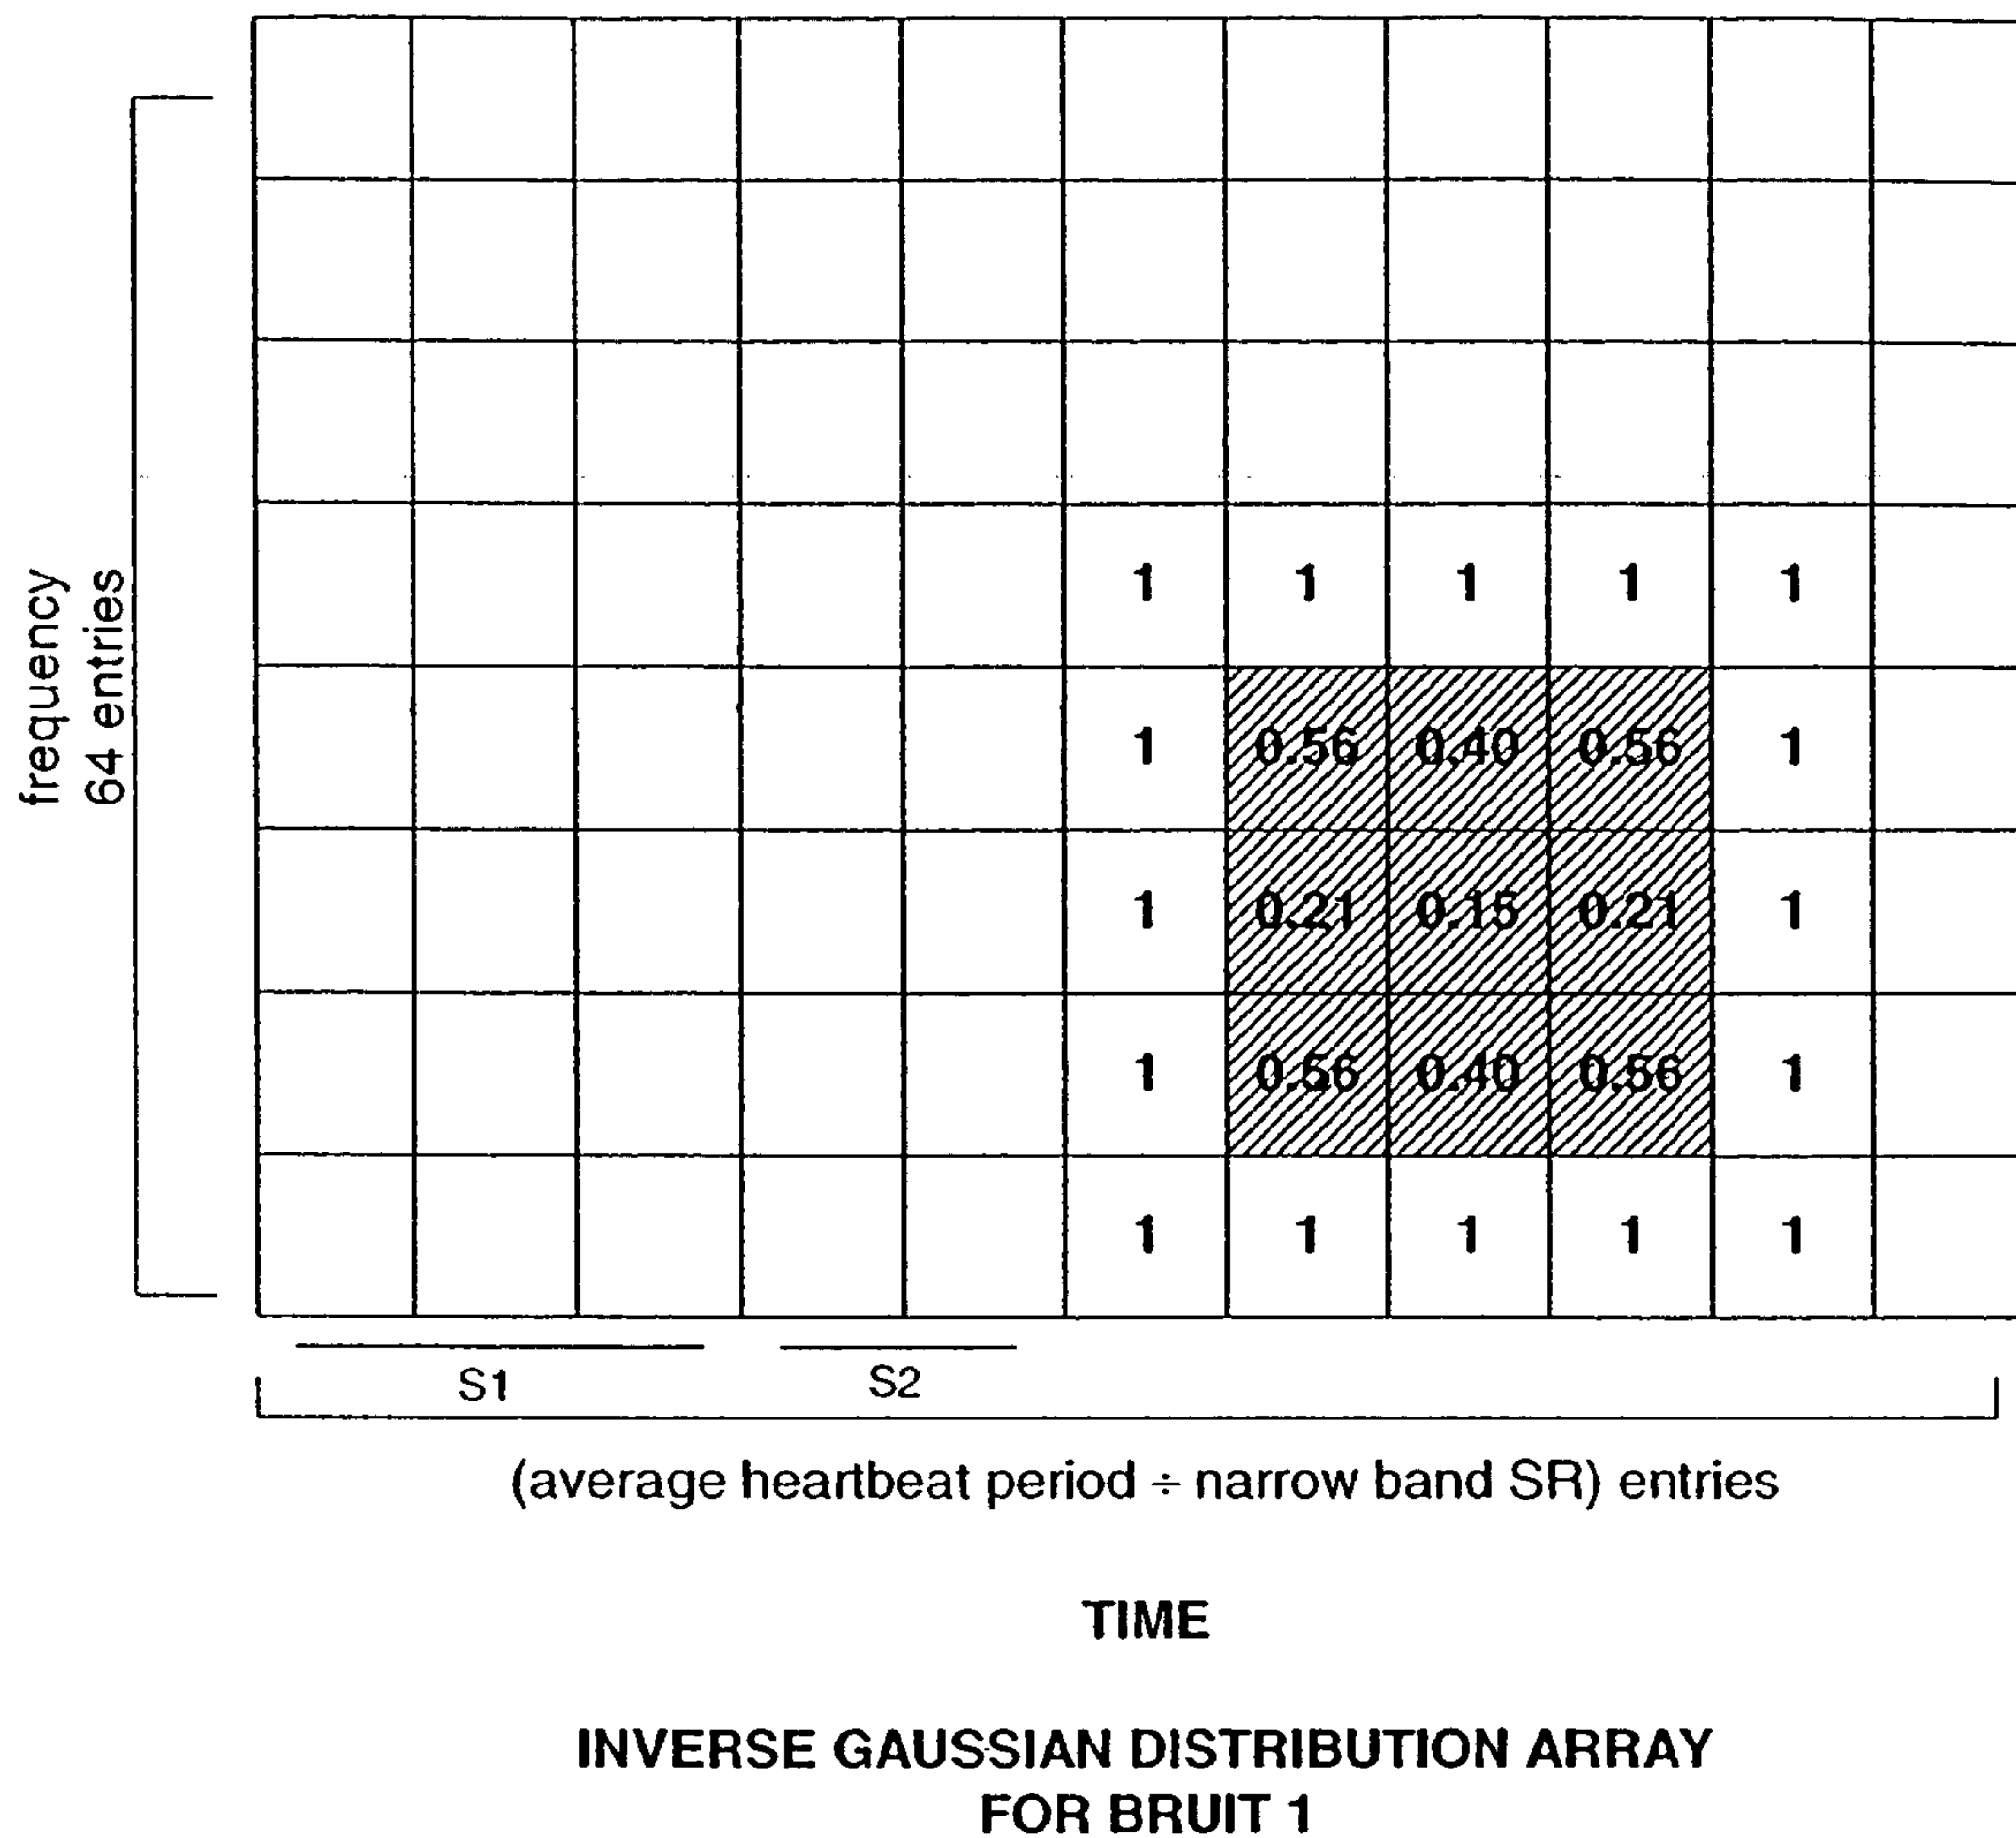 frequency
64 entries
1 1 1 1 1
1 0.56 0.40 0.56 1
1 0.21 0.15 0.21 1
1 0.56 0.40 0.56 1
1 1 1 1 1
S1 S2
(average heartbeat period ÷ narrow band SR) entries
TIME
INVERSE GAUSSIAN DISTRIBUTION ARRAY
FOR BRUIT 1